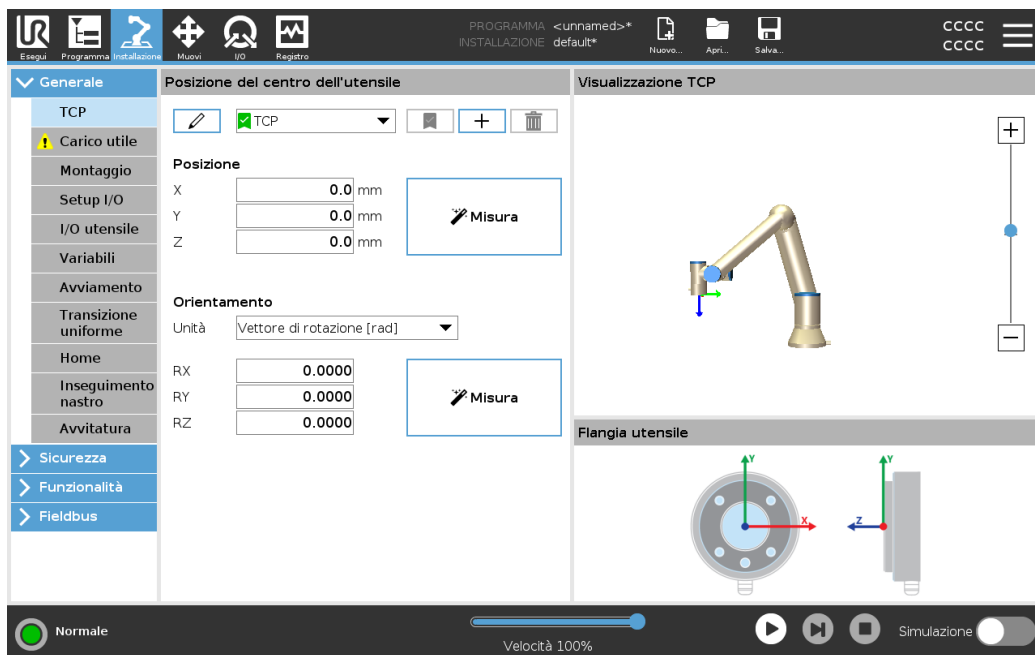 PROGRAMMA <unnamed>*
INSTALLAZIONE default*
Esegui
Programma
Installazione
Muovi
I/O
Registro
Nuovo...
Apri...
Salva...
CCCC
CCCC
Generale
TCP
Carico utile
Montaggio
Setup I/O
I/O utensile
Variabili
Avviamento
Transizione
uniforme
Home
Inseguimento
nastro
Avvitatura
Sicurezza
Funzionalità
Fieldbus
Posizione del centro dell'utensile
TCP
Posizione
X 0.0 mm
Y 0.0 mm
Z 0.0 mm
Misura
Orientamento
Unità Vettore di rotazione [rad]
RX 0.0000
RY 0.0000
RZ 0.0000
Misura
Visualizzazione TCP
Flangia utensile
Y
X
Y
Z
Normale
Velocità 100%
Simulazione